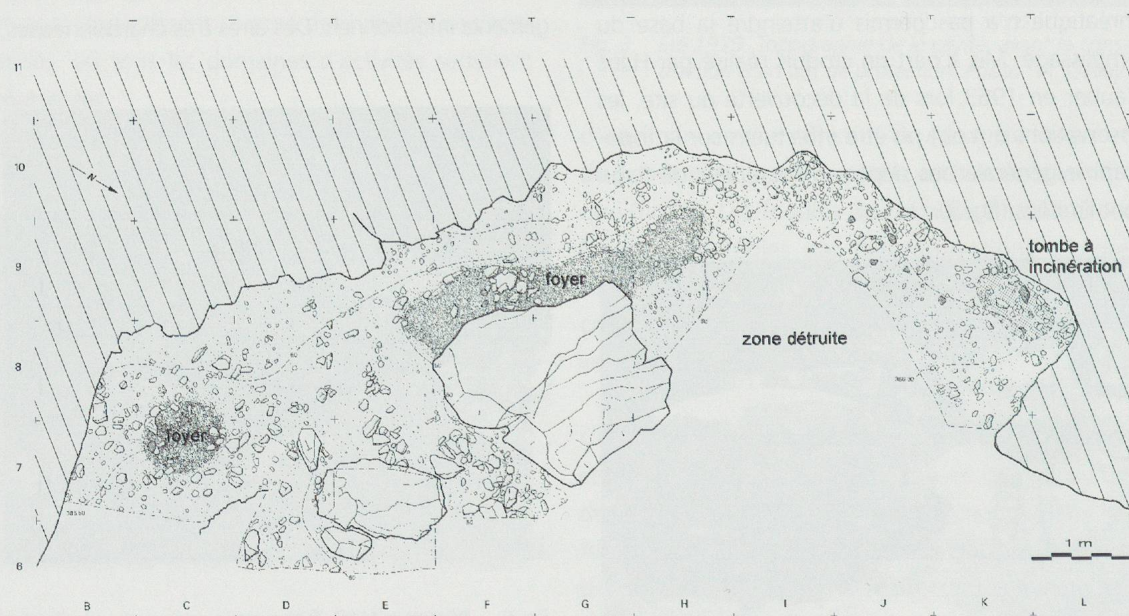 11
10
N
9
tombe à
incinération
foyer
zone détruite
8
foyer
7
1 m
6
B C D E F G H I J K L